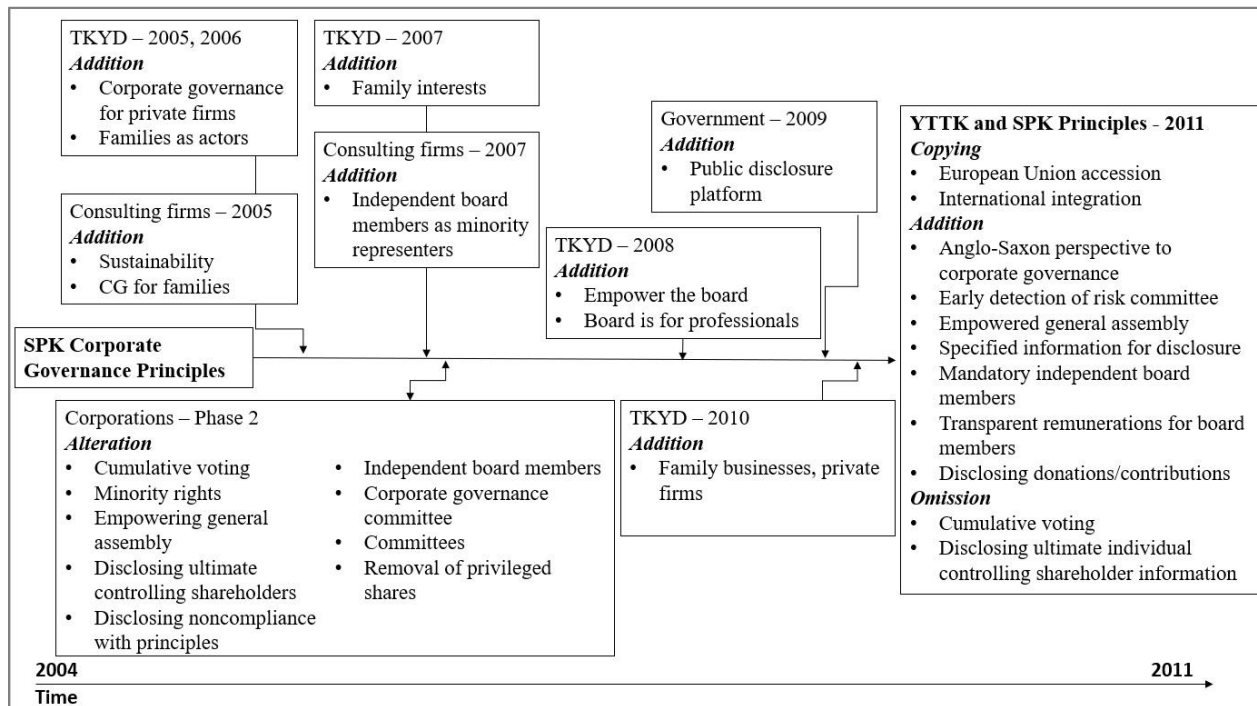 TKYD – 2005, 2006
Addition
• Corporate governance
for private firms
• Families as actors
TKYD – 2007
Addition
• Family interests
Government – 2009
Addition
• Public disclosure
platform
Consulting firms – 2005
Addition
• Sustainability
• CG for families
Consulting firms – 2007
Addition
• Independent board
members as minority
representers
TKYD – 2008
Addition
• Empower the board
• Board is for professionals
SPK Corporate
Governance Principles
Corporations – Phase 2
Alteration
• Cumulative voting
• Minority rights
• Empowering general
assembly
• Disclosing ultimate
controlling shareholders
• Disclosing noncompliance
with principles
• Independent board members
• Corporate governance
committee
• Committees
• Removal of privileged
shares
TKYD – 2010
Addition
• Family businesses, private
firms
YTTK and SPK Principles - 2011
Copying
• European Union accession
• International integration
Addition
• Anglo-Saxon perspective to
corporate governance
• Early detection of risk committee
• Empowered general assembly
• Specified information for disclosure
• Mandatory independent board
members
• Transparent remunerations for board
members
• Disclosing donations/contributions
Omission
• Cumulative voting
• Disclosing ultimate individual
controlling shareholder information
2004
2011
Time